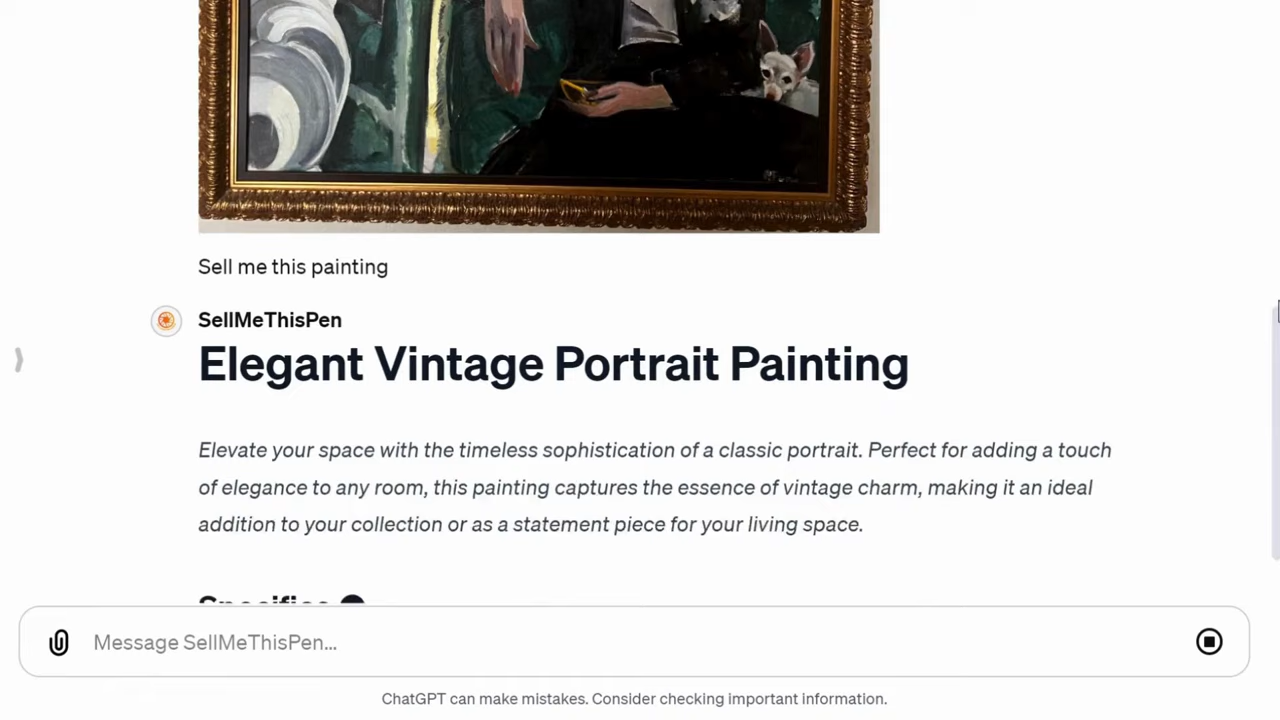 Sell me this painting
SellMeThisPen
Elegant Vintage Portrait Painting
Elevate your space with the timeless sophistication of a classic portrait. Perfect for adding a touch
of elegance to any room, this painting captures the essence of vintage charm, making it an ideal
addition to your collection or as a statement piece for your living space.
Specifics
Message SellMeThisPen...
ChatGPT can make mistakes. Consider checking important information.